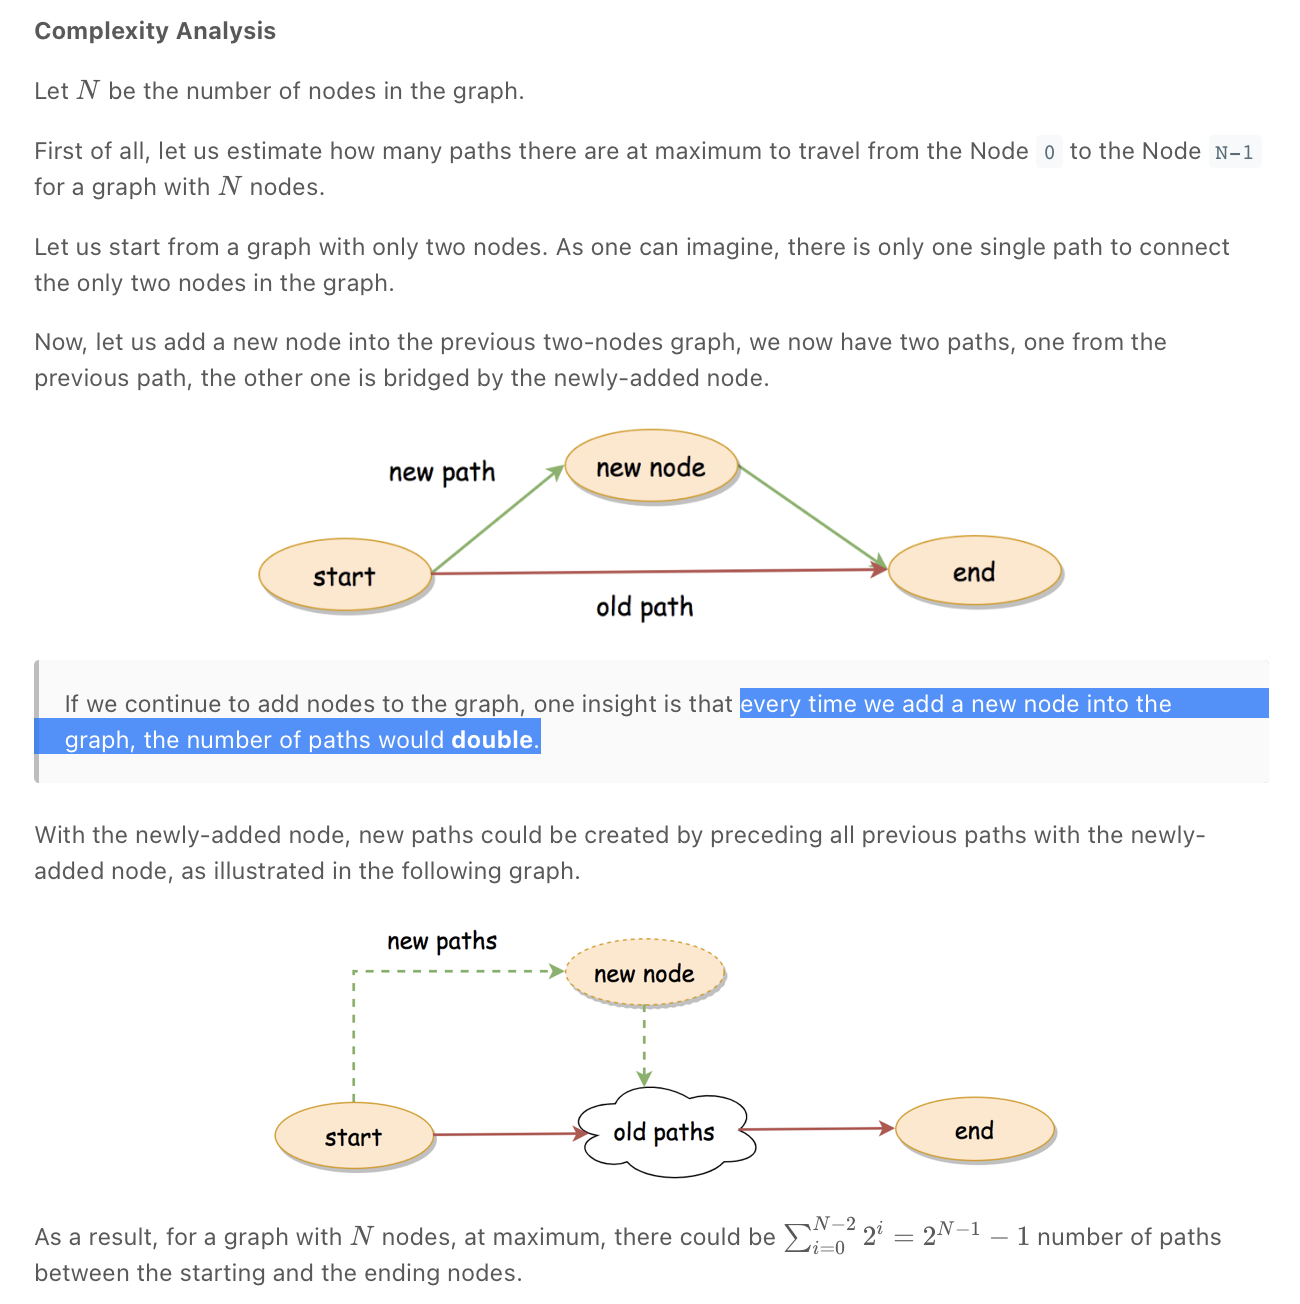 Complexity Analysis
Let N be the number of nodes in the graph.
First of all, let us estimate how many paths there are at maximum to travel from the Node 0 to the Node N-1
for a graph with N nodes.
Let us start from a graph with only two nodes. As one can imagine, there is only one single path to connect
the only two nodes in the graph.
Now, let us add a new node into the previous two-nodes graph, we now have two paths, one from the
previous path, the other one is bridged by the newly-added node.
new path
new node
start
end
old path
If we continue to add nodes to the graph, one insight is that every time we add a new node into the
graph, the number of paths would double.
With the newly-added node, new paths could be created by preceding all previous paths with the newly-
added node, as illustrated in the following graph.
new paths
new node
start
old paths
end
As a result, for a graph with N nodes, at maximum, there could be ∑_{i=0}^{N−2} 2^i = 2^{N−1} − 1 number of paths
between the starting and the ending nodes.